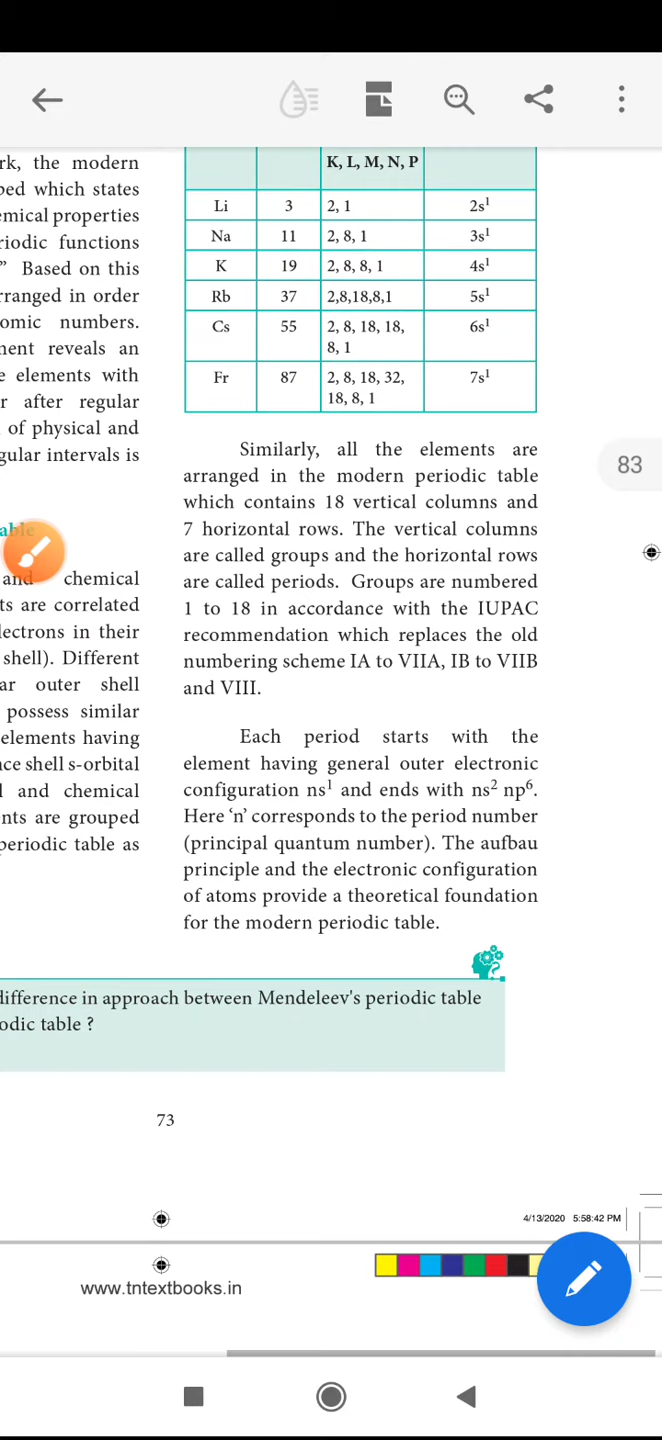 rk, the modern
ped which states
emical properties
riodic functions
” Based on this
rranged in order
omic numbers.
ment reveals an
e elements with
r after regular
of physical and
gular intervals is
able
and chemical
ts are correlated
lectrons in their
shell). Different
ar outer shell
possess similar
elements having
nce shell s-orbital
l and chemical
nts are grouped
periodic table as
K, L, M, N, P
Li 3 2, 1 2s¹
Na 11 2, 8, 1 3s¹
K 19 2, 8, 8, 1 4s¹
Rb 37 2,8,18,8,1 5s¹
Cs 55 2, 8, 18, 18, 6s¹
8, 1
Fr 87 2, 8, 18, 32, 7s¹
18, 8, 1
Similarly, all the elements are
arranged in the modern periodic table
which contains 18 vertical columns and
7 horizontal rows. The vertical columns
are called groups and the horizontal rows
are called periods. Groups are numbered
1 to 18 in accordance with the IUPAC
recommendation which replaces the old
numbering scheme IA to VIIA, IB to VIIB
and VIII.
Each period starts with the
element having general outer electronic
configuration ns¹ and ends with ns² np⁶.
Here ‘n’ corresponds to the period number
(principal quantum number). The aufbau
principle and the electronic configuration
of atoms provide a theoretical foundation
for the modern periodic table.
83
difference in approach between Mendeleev's periodic table
odic table ?
73
4/13/2020 5:58:42 PM
www.tntextbooks.in